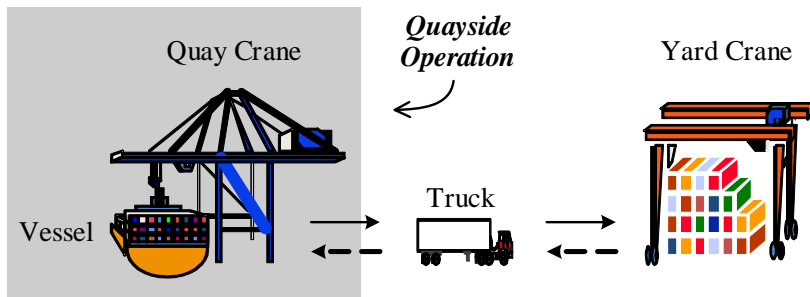 Quay Crane
Quayside
Operation
Yard Crane
Truck
Vessel